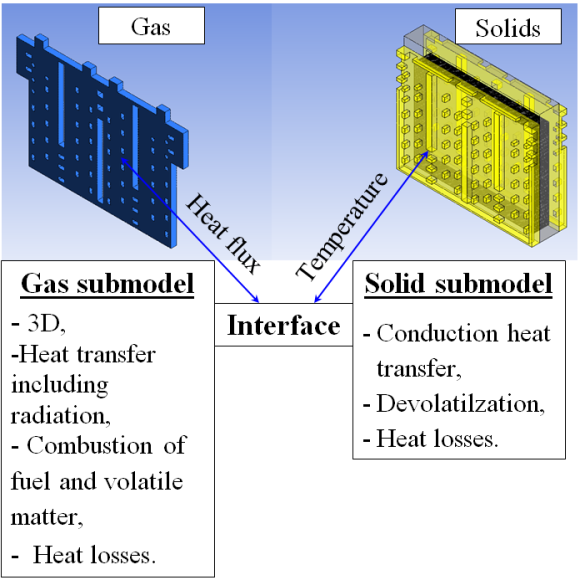 Gas
Solids
Heat flux
Temperature
Gas submodel
- 3D,
-Heat transfer
including
radiation,
- Combustion of
fuel and volatile
matter,
- Heat losses.
Interface
Solid submodel
- Conduction heat
transfer,
- Devolatilzation,
- Heat losses.